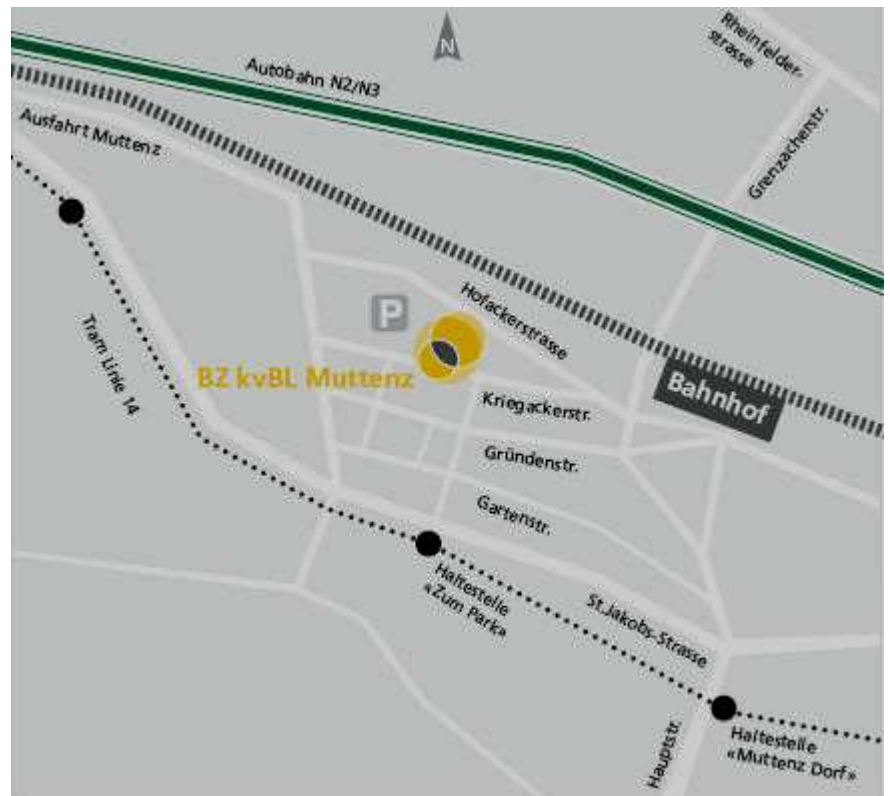 N
Rheinfelder-
strasse
Autobahn N2/N3
Ausfahrt Muttenz
Grenzacherstr.
P
Hofackerstrasse
BZ kvBL Muttenz
Bahnhof
Tram Linie 14
Kriegackerstr.
Gründenstr.
Gartenstr.
Haltestelle
«Zum Park»
St.Jakobs-Strasse
Hauptstr.
Haltestelle
«Muttenz Dorf»